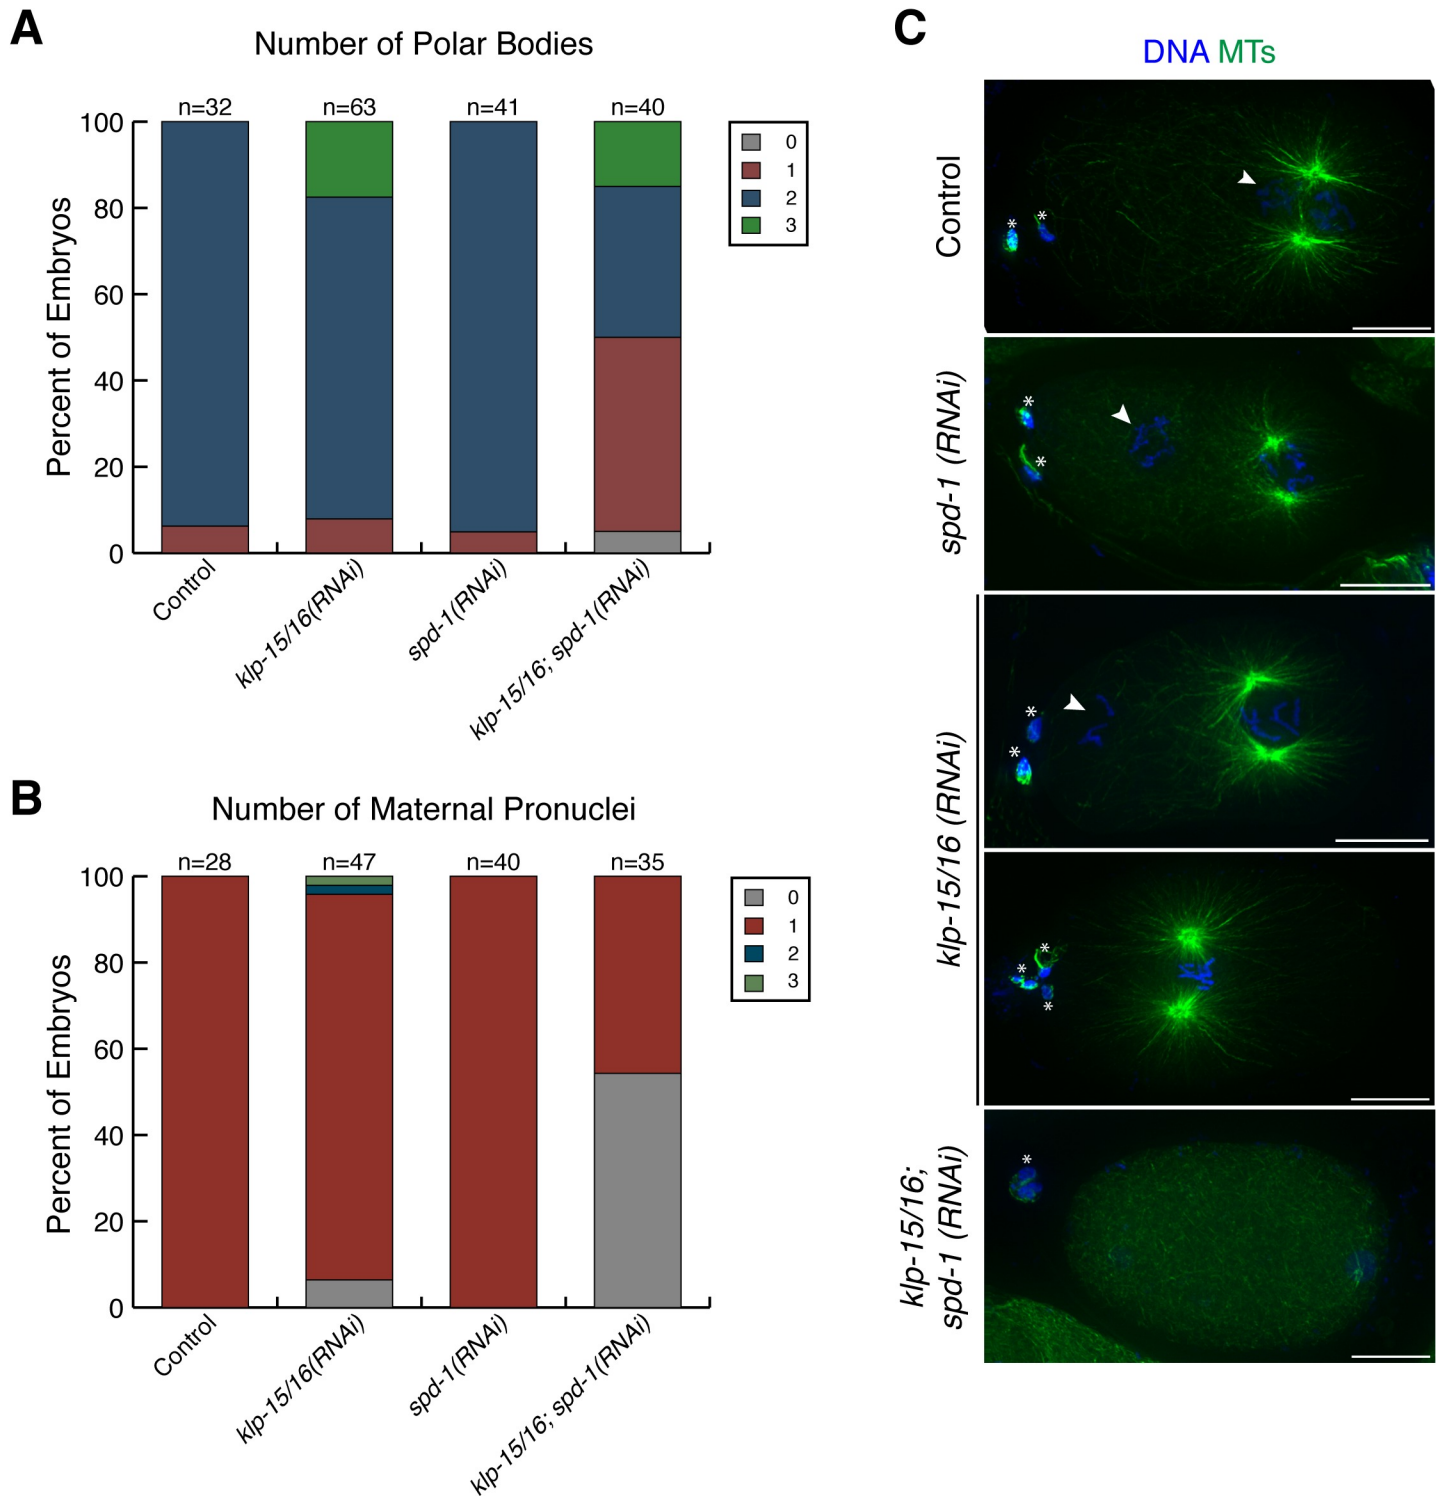 A
Number of Polar Bodies
n=32 n=63 n=41 n=40
100
80
60
40
20
0
Percent of Embryos
0
1
2
3
Control
klp-15/16(RNAi)
spd-1(RNAi)
klp-15/16; spd-1(RNAi)
B
Number of Maternal Pronuclei
n=28 n=47 n=40 n=35
100
80
60
40
20
0
Percent of Embryos
0
1
2
3
Control
klp-15/16(RNAi)
spd-1(RNAi)
klp-15/16; spd-1(RNAi)
C
DNA MTs
Control
* *
spd-1 (RNAi)
*
*
klp-15/16 (RNAi)
*
*
*
*
*
klp-15/16;
spd-1 (RNAi)
*